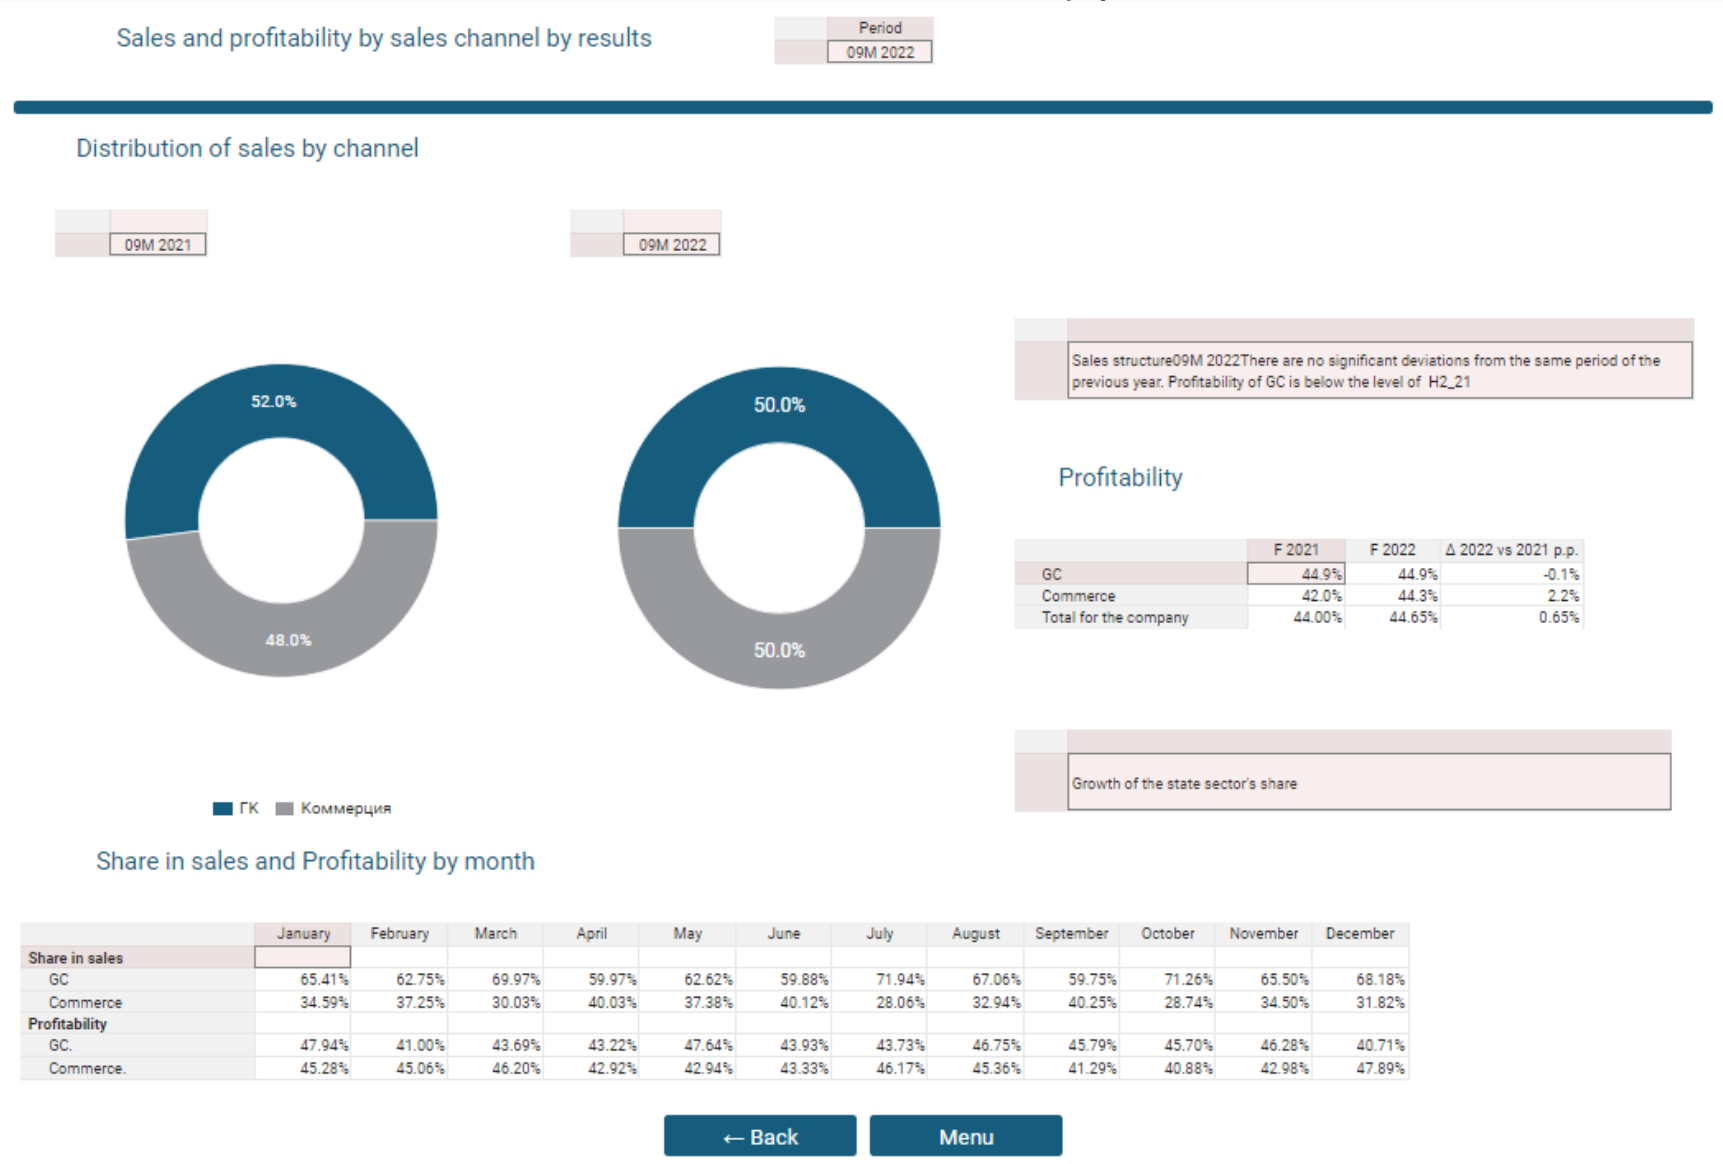 Sales and profitability by sales channel by results
Period
09M 2022
Distribution of sales by channel
09M 2021
09M 2022
52.0%
48.0%
50.0%
50.0%
ГК Коммерция
Sales structure09M 2022There are no significant deviations from the same period of the
previous year. Profitability of GC is below the level of H2_21
Profitability
F 2021 F 2022 Δ 2022 vs 2021 p.p.
GC 44.9% 44.9% -0.1%
Commerce 42.0% 44.3% 2.2%
Total for the company 44.00% 44.65% 0.65%
Growth of the state sector's share
Share in sales and Profitability by month
January February March April May June July August September October November December
Share in sales
GC 65.41% 62.75% 69.97% 59.97% 62.62% 59.88% 71.94% 67.06% 59.75% 71.26% 65.50% 68.18%
Commerce 34.59% 37.25% 30.03% 40.03% 37.38% 40.12% 28.06% 32.94% 40.25% 28.74% 34.50% 31.82%
Profitability
GC. 47.94% 41.00% 43.69% 43.22% 47.64% 43.93% 43.73% 46.75% 45.79% 45.70% 46.28% 40.71%
Commerce. 45.28% 45.06% 46.20% 42.92% 42.94% 43.33% 46.17% 45.36% 41.29% 40.88% 42.98% 47.89%
← Back
Menu